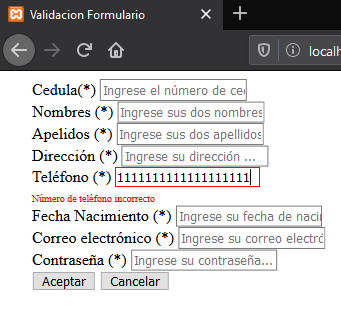 Validacion Formulario
localh
Cedula(*) Ingrese el número de ced
Nombres (*) Ingrese sus dos nombres
Apelidos (*) Ingrese sus dos apellidos
Dirección (*) Ingrese su dirección ...
Teléfono (*) 1111111111111111111
Número de teléfono incorrecto
Fecha Nacimiento (*) Ingrese su fecha de nacin
Correo electrónico (*) Ingrese su correo electró
Contraseña (*) Ingrese su contraseña...
Aceptar Cancelar